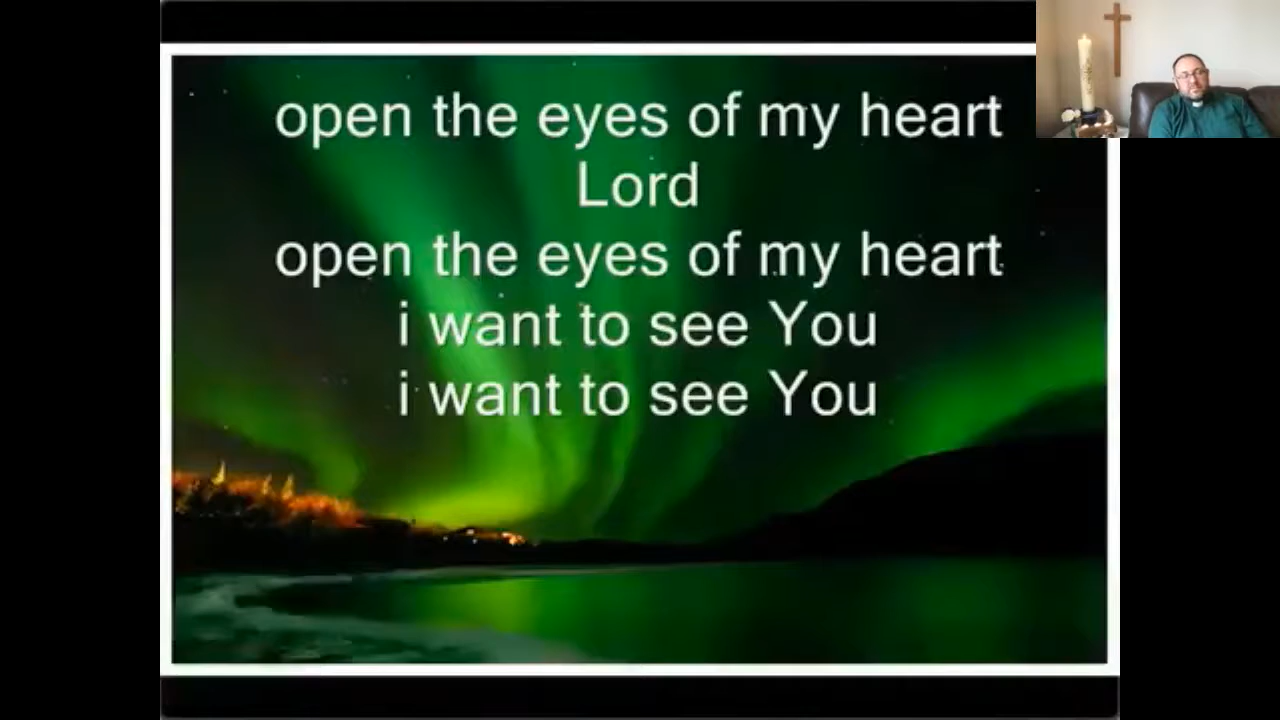 open the eyes of my heart
Lord
open the eyes of my heart
i want to see You
i want to see You